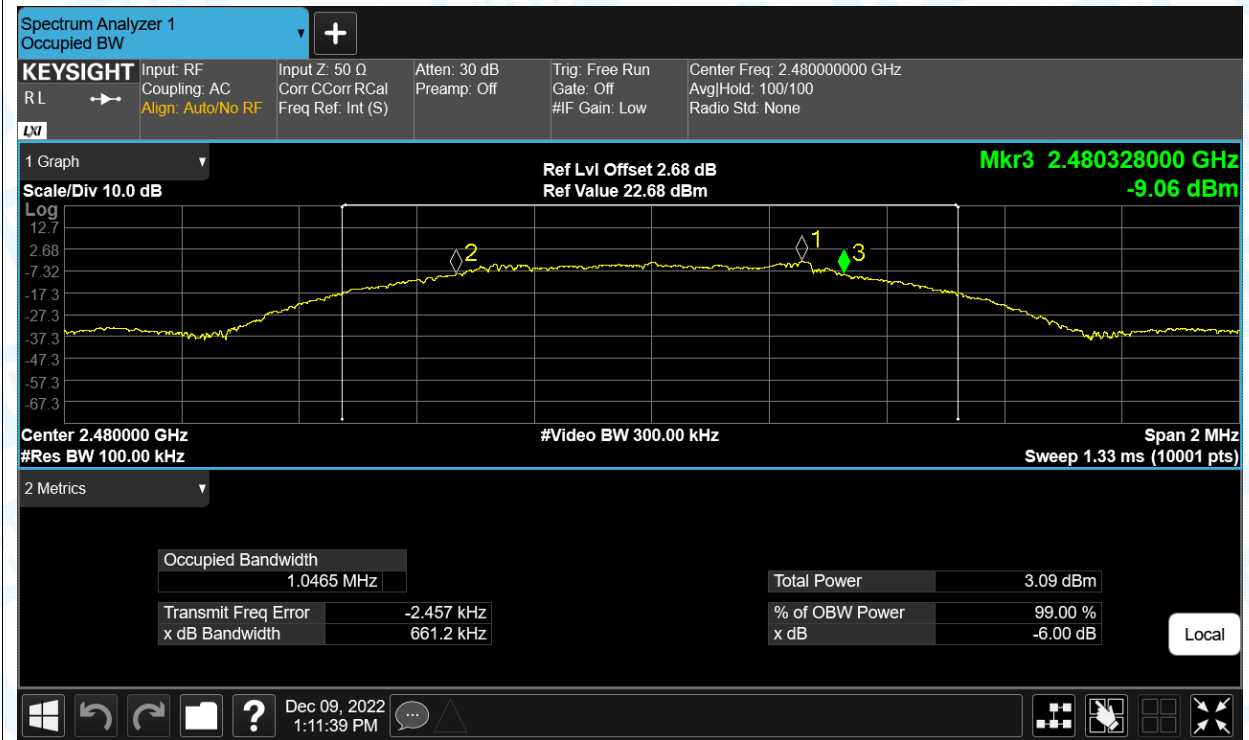 Spectrum Analyzer 1
Occupied BW
KEYSIGHT
R L
LXI
Input: RF
Coupling: AC
Align: Auto/No RF
Input Z: 50 Ω
Corr CCorr RCal
Freq Ref: Int (S)
Atten: 30 dB
Preamp: Off
Trig: Free Run
Gate: Off
#IF Gain: Low
Center Freq: 2.480000000 GHz
Avg|Hold: 100/100
Radio Std: None
1 Graph
Scale/Div 10.0 dB
Ref Lvl Offset 2.68 dB
Ref Value 22.68 dBm
Mkr3 2.480328000 GHz
-9.06 dBm
Log
12.7
2.68
-7.32
-17.3
-27.3
-37.3
-47.3
-57.3
-67.3
2
1
3
Center 2.480000 GHz
#Video BW 300.00 kHz
Span 2 MHz
#Res BW 100.00 kHz
Sweep 1.33 ms (10001 pts)
2 Metrics
Occupied Bandwidth
1.0465 MHz
Total Power 3.09 dBm
Transmit Freq Error -2.457 kHz
% of OBW Power 99.00 %
x dB Bandwidth 661.2 kHz
x dB -6.00 dB
Local
?
Dec 09, 2022
1:11:39 PM